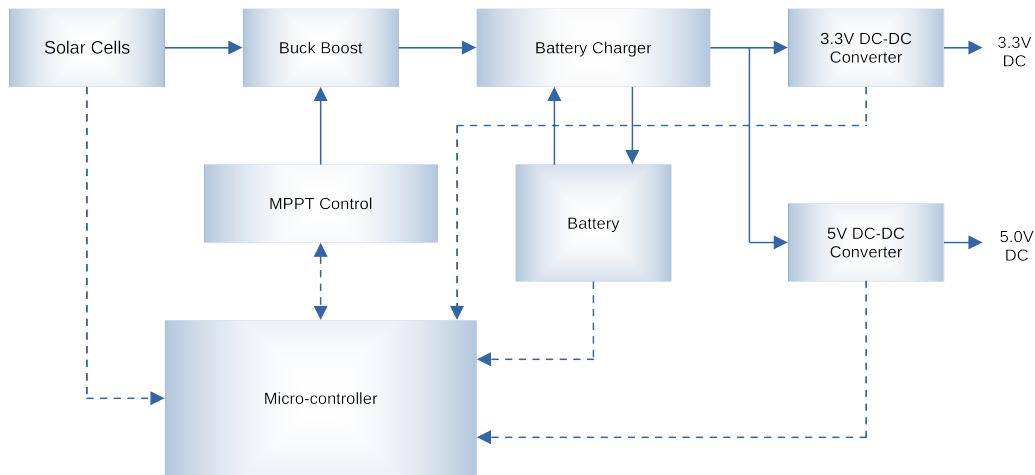 Solar Cells
Buck Boost
Battery Charger
3.3V DC-DC
Converter
3.3V
DC
MPPT Control
Battery
5V DC-DC
Converter
5.0V
DC
Micro-controller